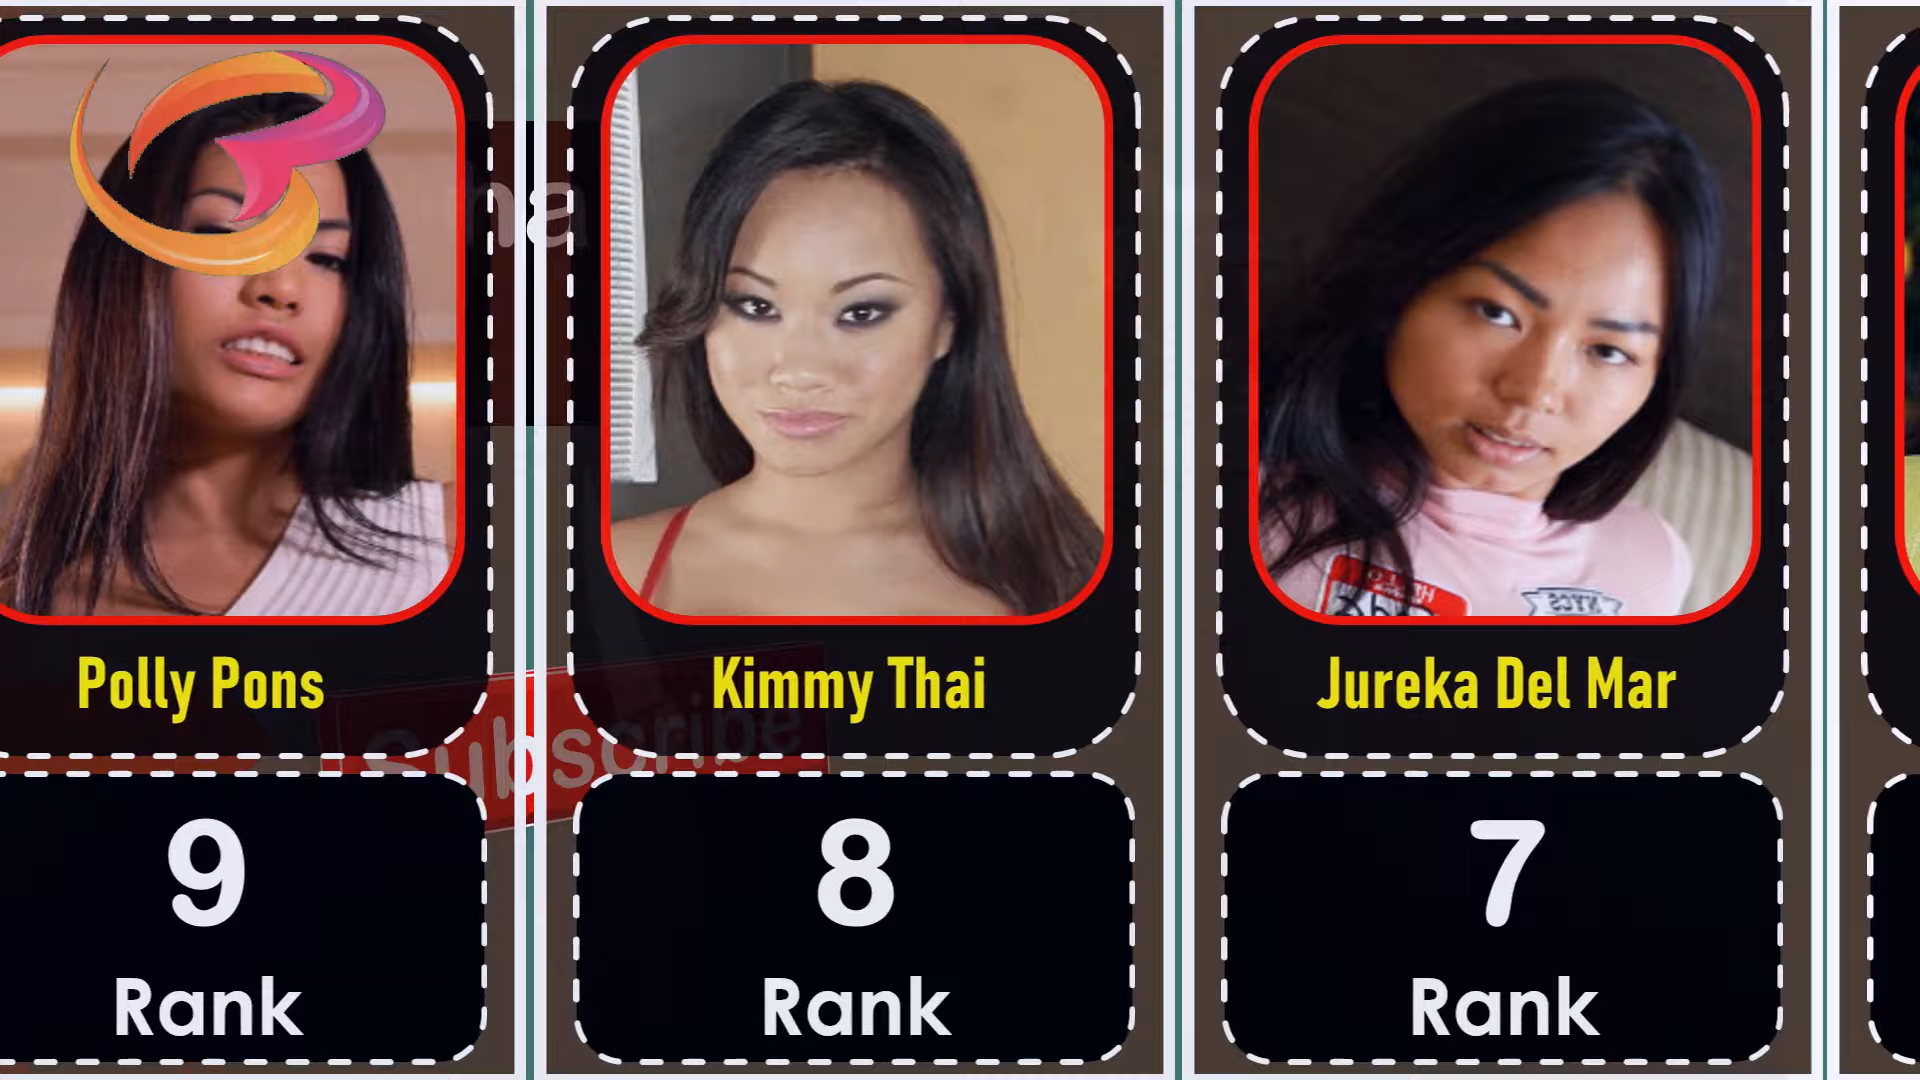 Polly Pons
Kimmy Thai
Jureka Del Mar
Subscribe
9
8
7
Rank
Rank
Rank